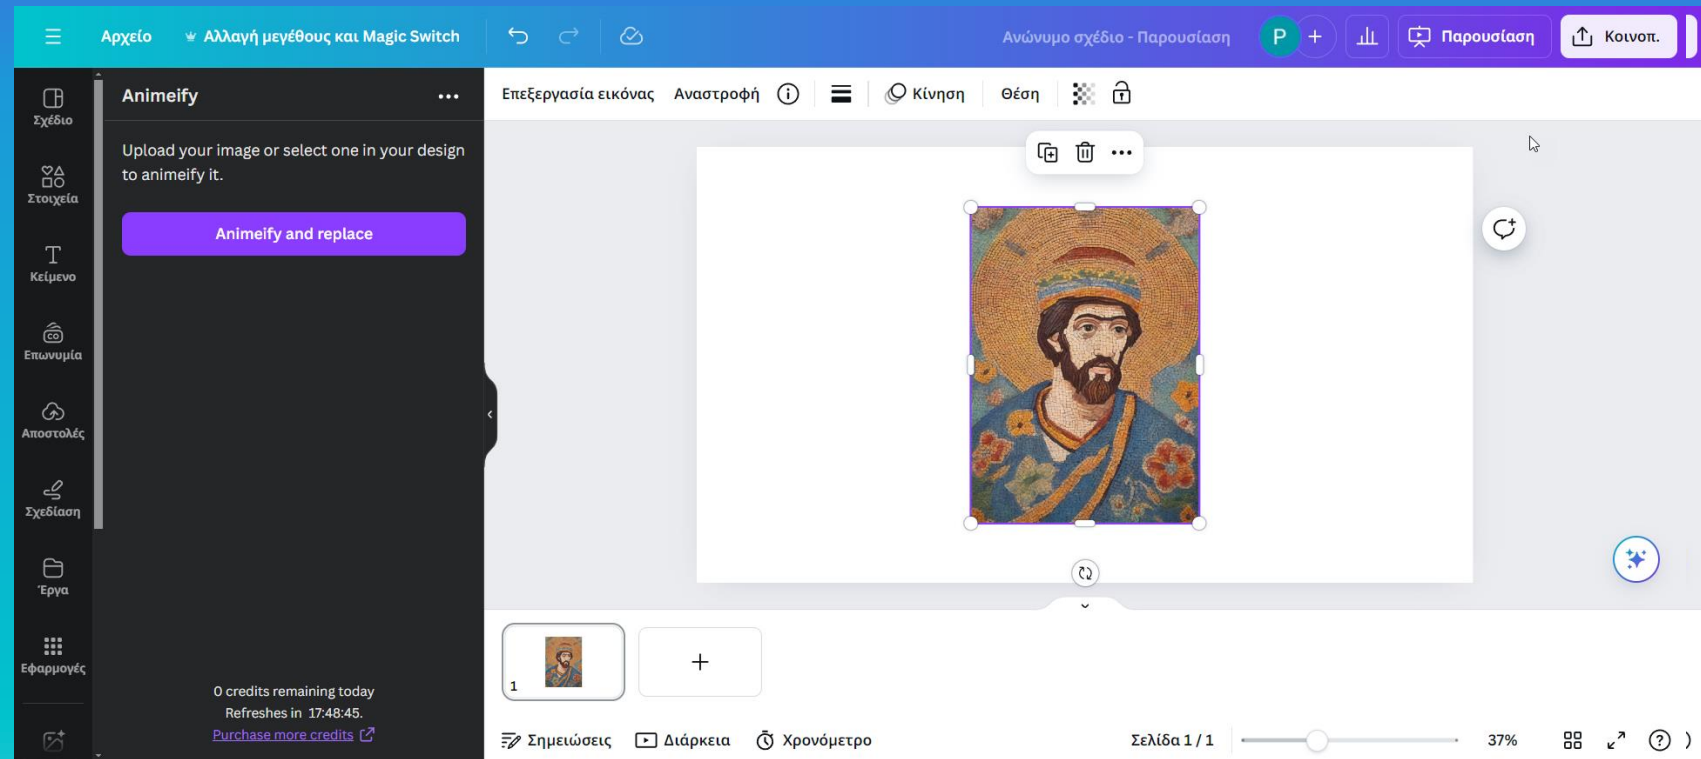 Αρχείο
Αλλαγή μεγέθους και Magic Switch
Ανώνυμο σχέδιο - Παρουσίαση
P
Παρουσίαση
Κοινοπ.
Σχέδιο
Στοιχεία
Κείμενο
Επωνυμία
Αποστολές
Σχεδίαση
Έργα
Εφαρμογές
Animeify
Upload your image or select one in your design
to animeify it.
Animeify and replace
0 credits remaining today
Refreshes in 17:48:45.
Purchase more credits
Επεξεργασία εικόνας
Αναστροφή
Κίνηση
Θέση
1
Σημειώσεις
Διάρκεια
Χρονόμετρο
Σελίδα 1 / 1
37%